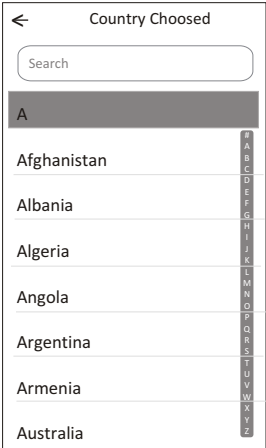 Country Choosed
Search
A
Afghanistan
Albania
Algeria
Angola
Argentina
Armenia
Australia
#
A
B
C
D
E
F
G
H
I
J
K
L
M
N
O
P
Q
R
S
T
U
V
W
X
Y
Z